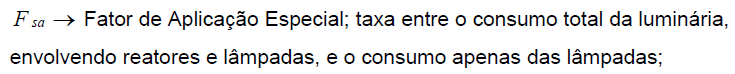 F sa → Fator de Aplicação Especial; taxa entre o consumo total da luminária,
envolvendo reatores e lâmpadas, e o consumo apenas das lâmpadas;